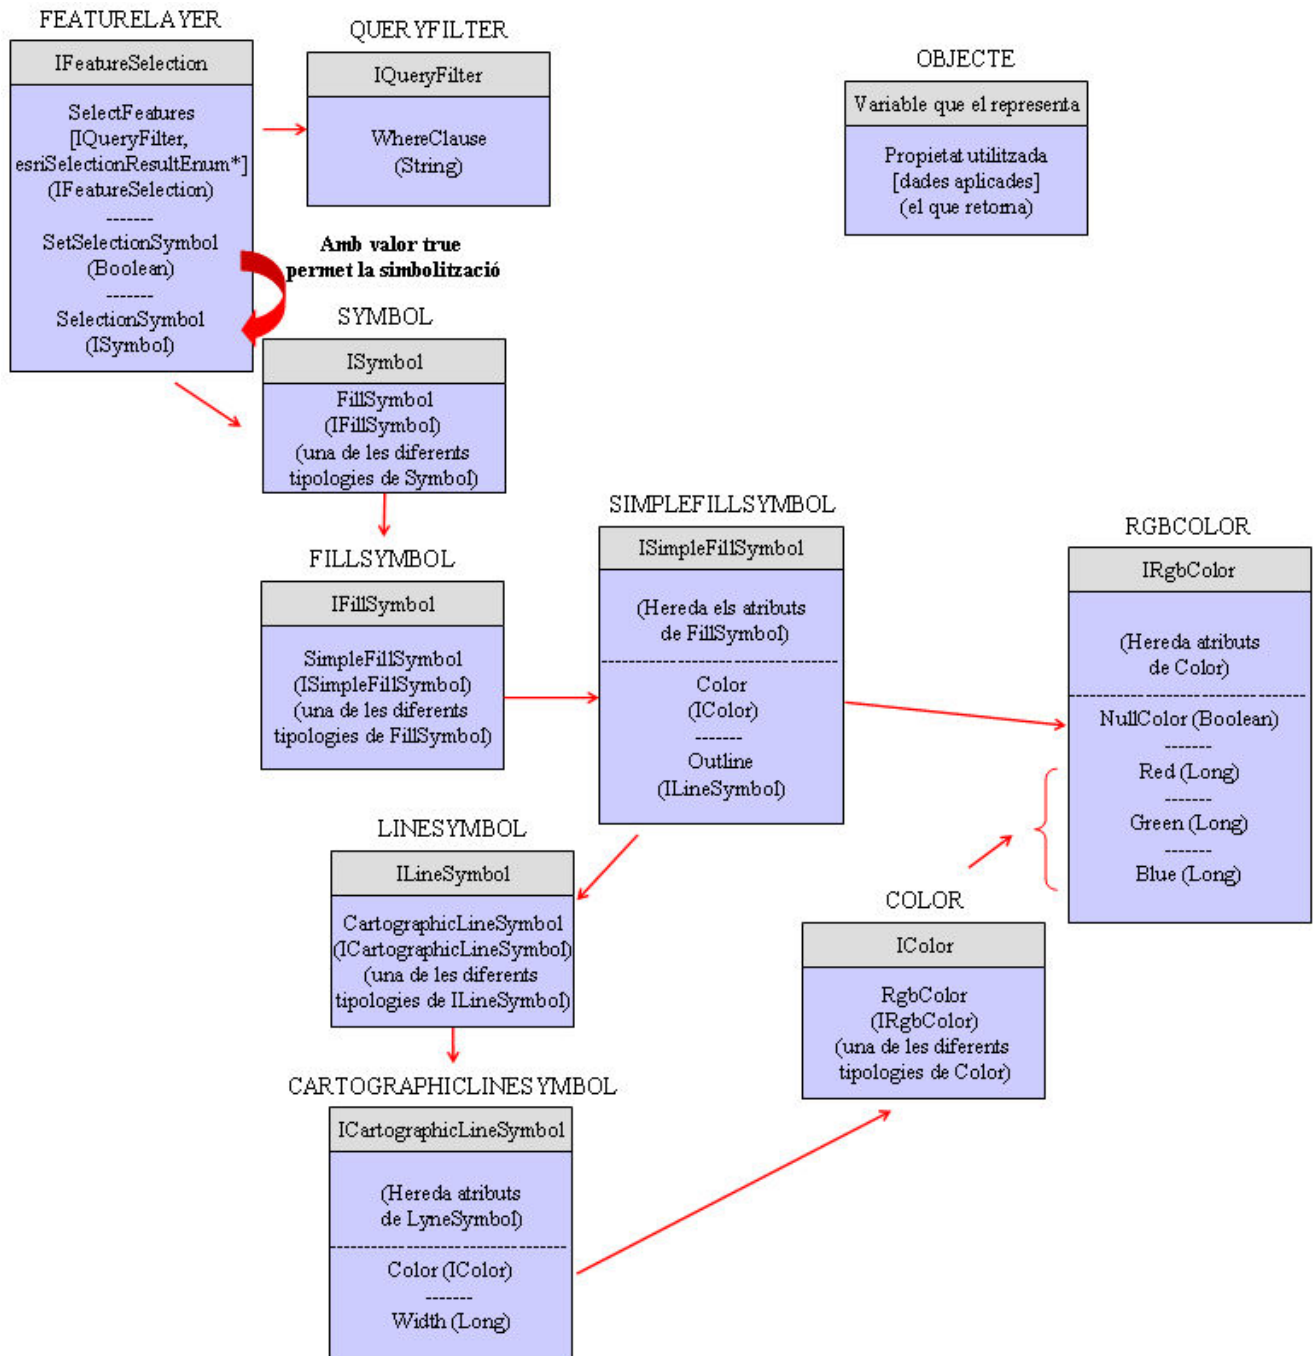 FEATURELAYER
IFeatureSelection
SelectFeatures
[IQueryFilter,
esriSelectionResultEnum*]
(IFeatureSelection)
-------
SetSelectionSymbol
(Boolean)
-------
SelectionSymbol
(ISymbol)
QUERYFILTER
IQueryFilter
WhereClause
(String)
OBJECTE
Variable que el representa
Propietat utilitzada
[dades aplicades]
(el que retorna)
Amb valor true
permet la simbolització
SYMBOL
ISymbol
FillSymbol
(IFillSymbol)
(una de les diferents
tipologies de Symbol)
FILLSYMBOL
IFillSymbol
SimpleFillSymbol
(ISimpleFillSymbol)
(una de les diferents
tipologies de FillSymbol)
SIMPLEFILLSYMBOL
ISimpleFillSymbol
(Hereda els atributs
de FillSymbol)
-----------------------------------
Color
(IColor)
-------
Outline
(ILineSymbol)
RGBCOLOR
IRgbColor
(Hereda atributs
de Color)
-----------------------------------
NullColor (Boolean)
-------
Red (Long)
-------
Green (Long)
-------
Blue (Long)
LINESYMBOL
ILineSymbol
CartographicLineSymbol
(ICartographicLineSymbol)
(una de les diferents
tipologies de ILineSymbol)
COLOR
IColor
RgbColor
(IRgbColor)
(una de les diferents
tipologies de Color)
CARTOGRAPHICLINESYMBOL
ICartographicLineSymbol
(Hereda atributs
de LyneSymbol)
-----------------------------------
Color (IColor)
-------
Width (Long)